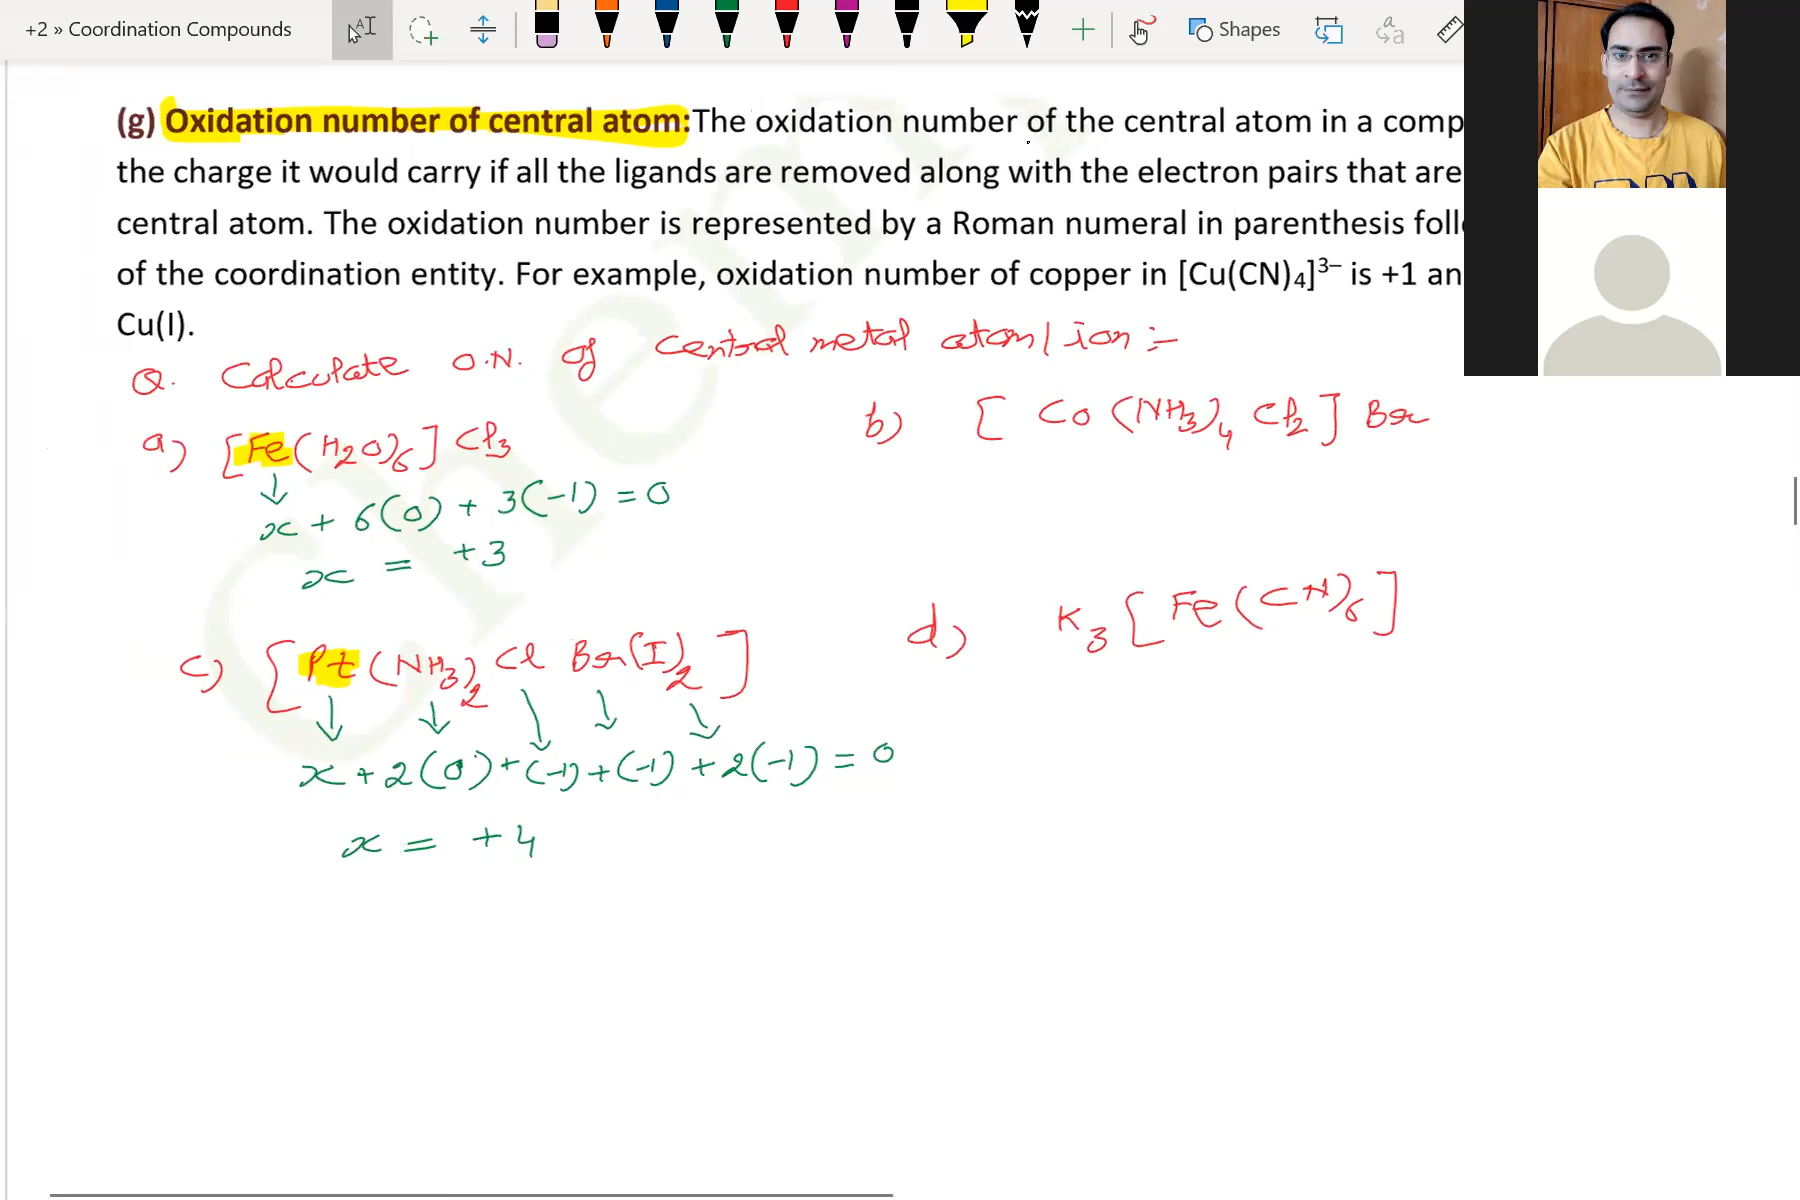 +2 » Coordination Compounds
Shapes
(g) Oxidation number of central atom:The oxidation number of the central atom in a comp
the charge it would carry if all the ligands are removed along with the electron pairs that are
central atom. The oxidation number is represented by a Roman numeral in parenthesis foll
of the coordination entity. For example, oxidation number of copper in [Cu(CN)₄]³⁻ is +1 an
Cu(I).
Q. Calculate O.N. of central metal atom/ion :-
a) [Fe(H₂O)₆]Cl₃
b) [Co(NH₃)₄Cl₂]Br
x + 6(0) + 3(-1) = 0
x = +3
c) [Pt(NH₃)₂ Cl Br(I)₂]
d) K₃[Fe(CN)₆]
x + 2(0) + (-1) + (-1) + 2(-1) = 0
x = +4
Chem